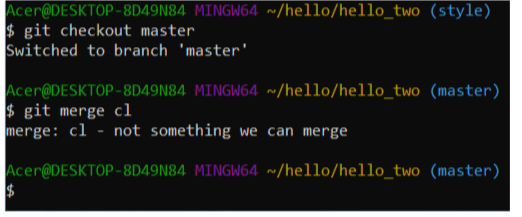 Acer@DESKTOP-8D49N84 MINGW64 ~/hello/hello_two (style)
$ git checkout master
Switched to branch 'master'
Acer@DESKTOP-8D49N84 MINGW64 ~/hello/hello_two (master)
$ git merge cl
merge: cl - not something we can merge
Acer@DESKTOP-8D49N84 MINGW64 ~/hello/hello_two (master)
$